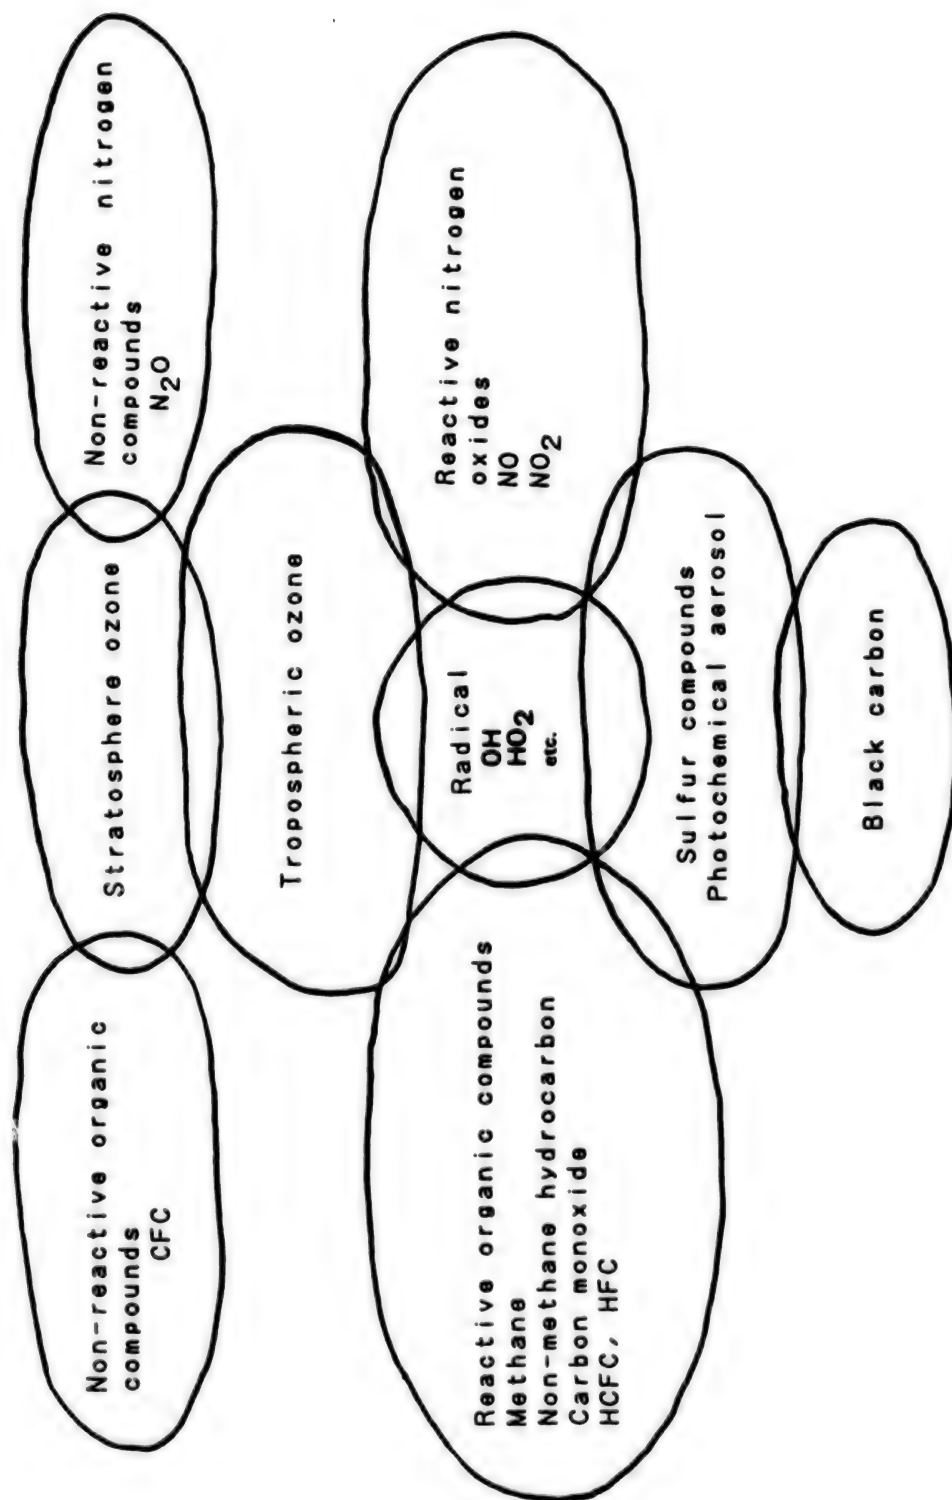 Non-reactive organic
compounds
CFC
Stratosphere ozone
Non-reactive nitrogen
compounds
N₂O
Tropospheric ozone
Reactive organic compounds
Methane
Non-methane hydrocarbon
Carbon monoxide
HCFC, HFC
Radical
OH
HO₂
etc.
Reactive nitrogen
oxides
NO
NO₂
Sulfur compounds
Photochemical aerosol
Black carbon